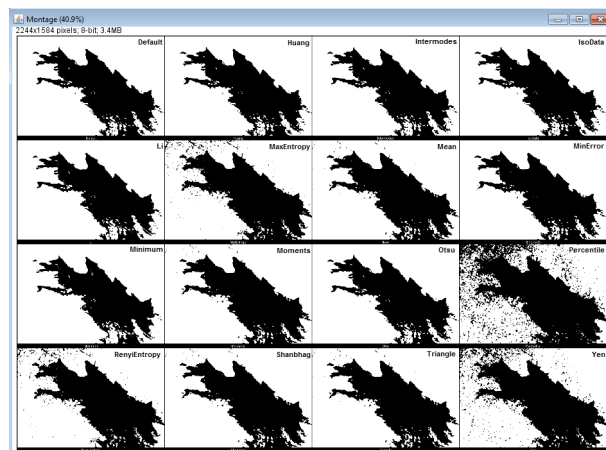 Montage (40.9%)
2244x1584 pixels; 8-bit; 3.4MB
Default Huang Intermodes IsoData
Li MaxEntropy Mean MinError
Minimum Moments Otsu Percentile
RenyiEntropy Shanbhag Triangle Yen